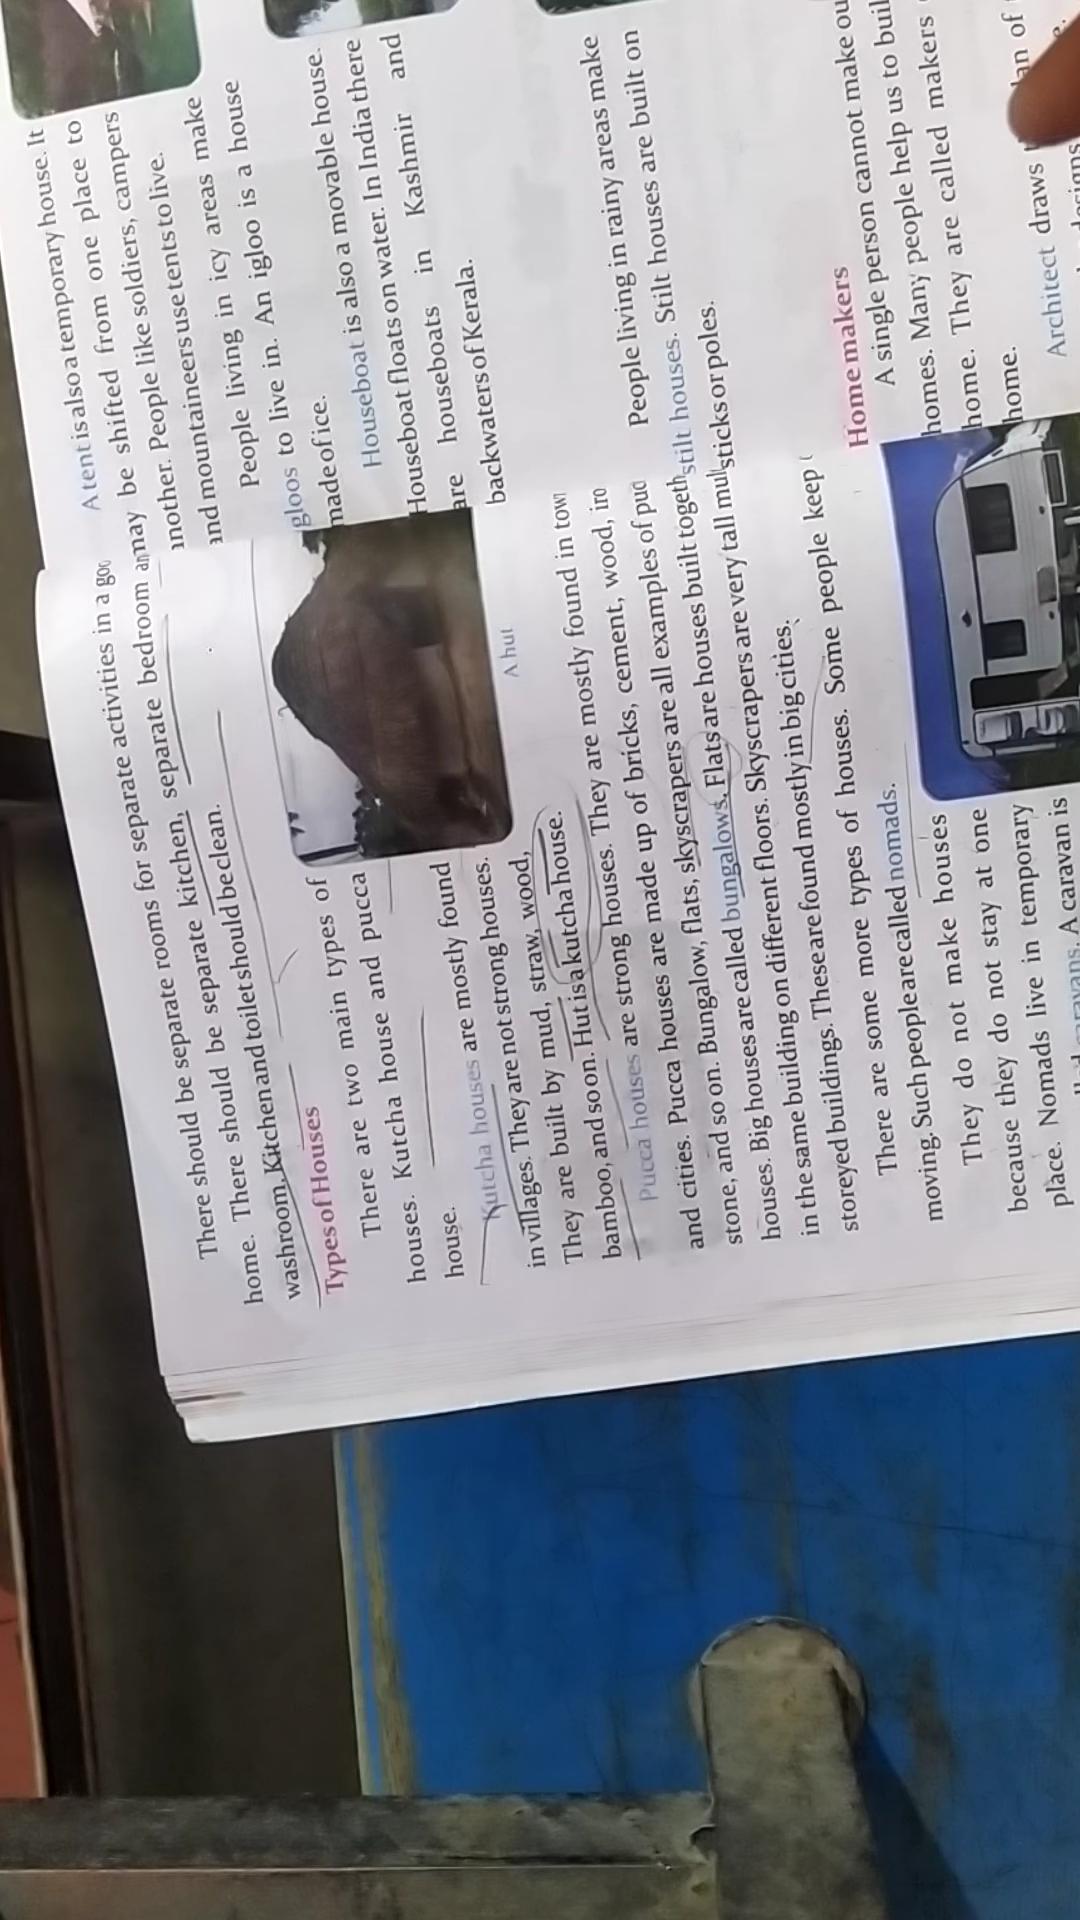 There should be separate rooms for separate activities in a
home. There should be separate kitchen, separate bedroom
washroom. Kitchen and toilet should be clean.
Types of Houses
There are two main types of
houses. Kutcha house and pucca
house.
Kutcha houses are mostly found
in villages. They are not strong houses.
They are built by mud, straw, wood,
bamboo, and so on. Hut is a kutcha house.
A hut
Pucca houses are strong houses. They are mostly found in
and cities. Pucca houses are made up of bricks, cement, wood,
stone, and so on. Bungalow, flats, skyscrapers are all examples of
houses. Big houses are called bungalows. Flats are houses built
in the same building on different floors. Skyscrapers are very tall
storeyed buildings. These are found mostly in big cities.
There are some more types of houses. Some people keep
moving. Such people are called nomads.
They do not make houses
because they do not stay at one
place. Nomads live in temporary
caravans. A caravan is
A tent is also a temporary house. It
may be shifted from one place to
another. People like soldiers, campers
and mountaineers use tents to live.
People living in icy areas make
igloos to live in. An igloo is a house
made of ice.
Houseboat is also a movable house.
Houseboat floats on water. In India there
are houseboats in Kashmir and
backwaters of Kerala.
People living in rainy areas make
stilt houses. Stilt houses are built on
sticks or poles.
Home makers
A single person cannot make
homes. Many people help us to
home. They are called makers
home.
Architect draws